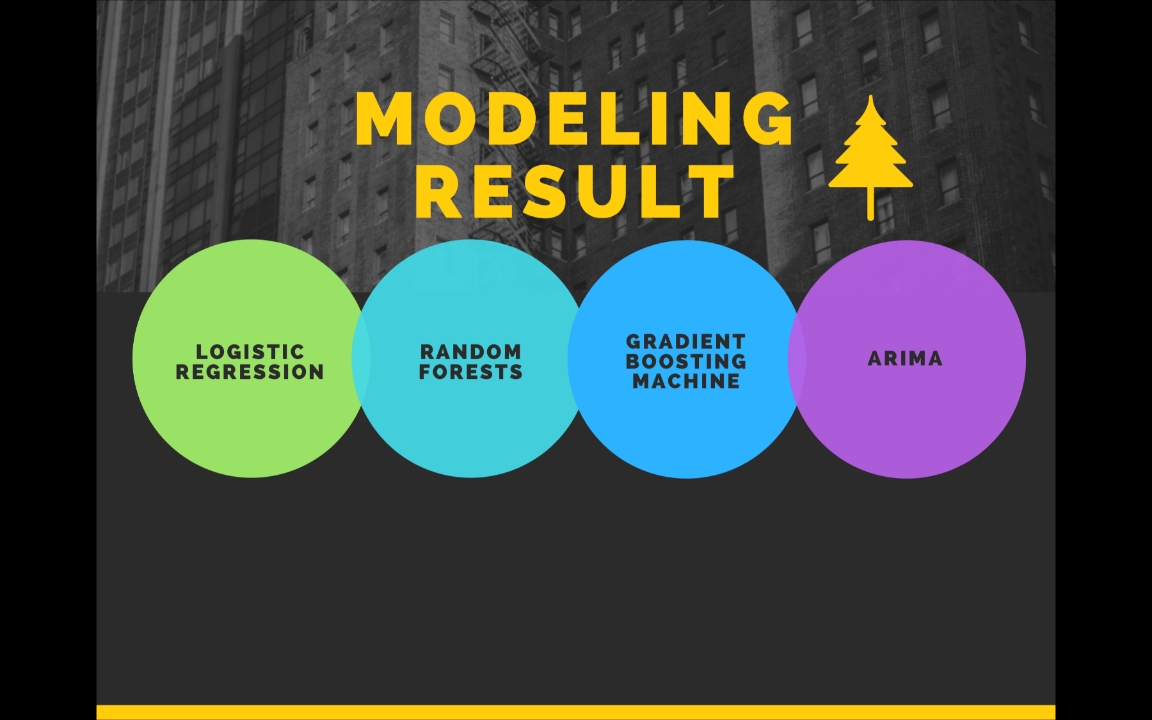 MODELING
RESULT
LOGISTIC
REGRESSION
RANDOM
FORESTS
GRADIENT
BOOSTING
MACHINE
ARIMA